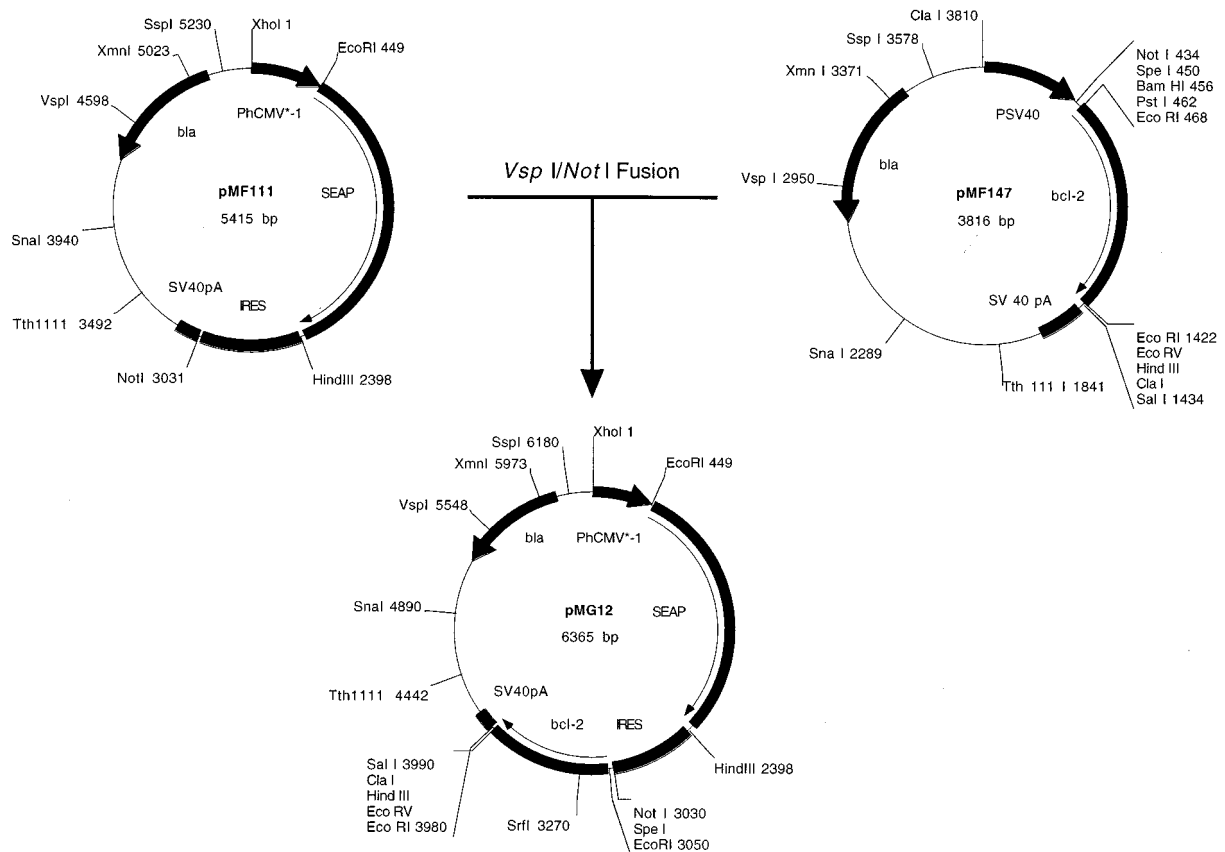 SspI 5230
XhoI 1
EcoRI 449
XmnI 5023
VspI 4598
PhCMV*-1
bla
pMF111
5415 bp
SEAP
SnaI 3940
SV40pA
IRES
Tth1111 3492
NotI 3031
HindIII 2398
Vsp I/Not I Fusion
Cla I 3810
Ssp I 3578
Xmn I 3371
Not I 434
Spe I 450
Bam HI 456
Pst I 462
Eco RI 468
PSV40
bla
Vsp I 2950
pMF147
3816 bp
bcl-2
SV 40 pA
Sna I 2289
Tth 111 I 1841
Eco RI 1422
Eco RV
Hind III
Cla I
Sal I 1434
SspI 6180
XhoI 1
XmnI 5973
EcoRI 449
VspI 5548
bla
PhCMV*-1
SnaI 4890
pMG12
6365 bp
SEAP
Tth1111 4442
SV40pA
bcl-2
IRES
HindIII 2398
Sal I 3990
Cla I
Hind III
Eco RV
Eco RI 3980
SrfI 3270
Not I 3030
Spe I
EcoRI 3050